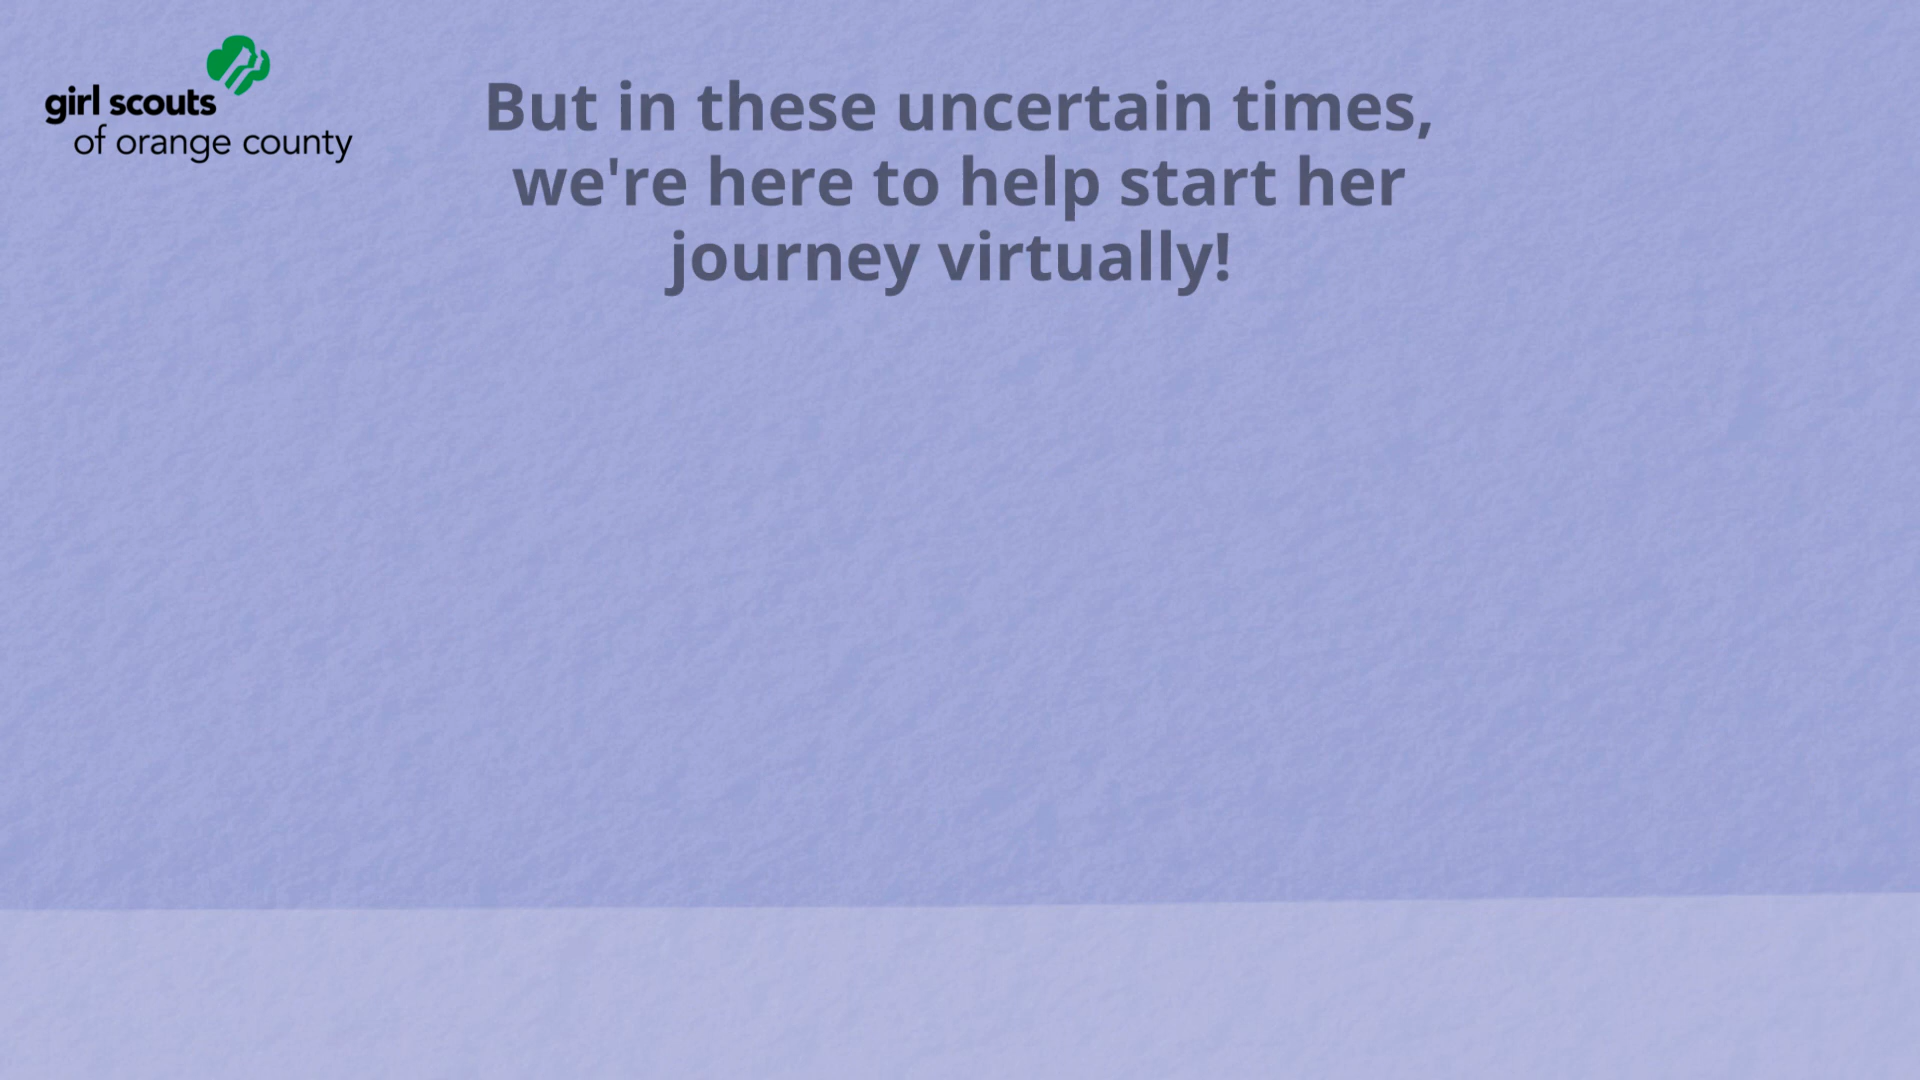 girl scouts
of orange county
But in these uncertain times,
we're here to help start her
journey virtually!